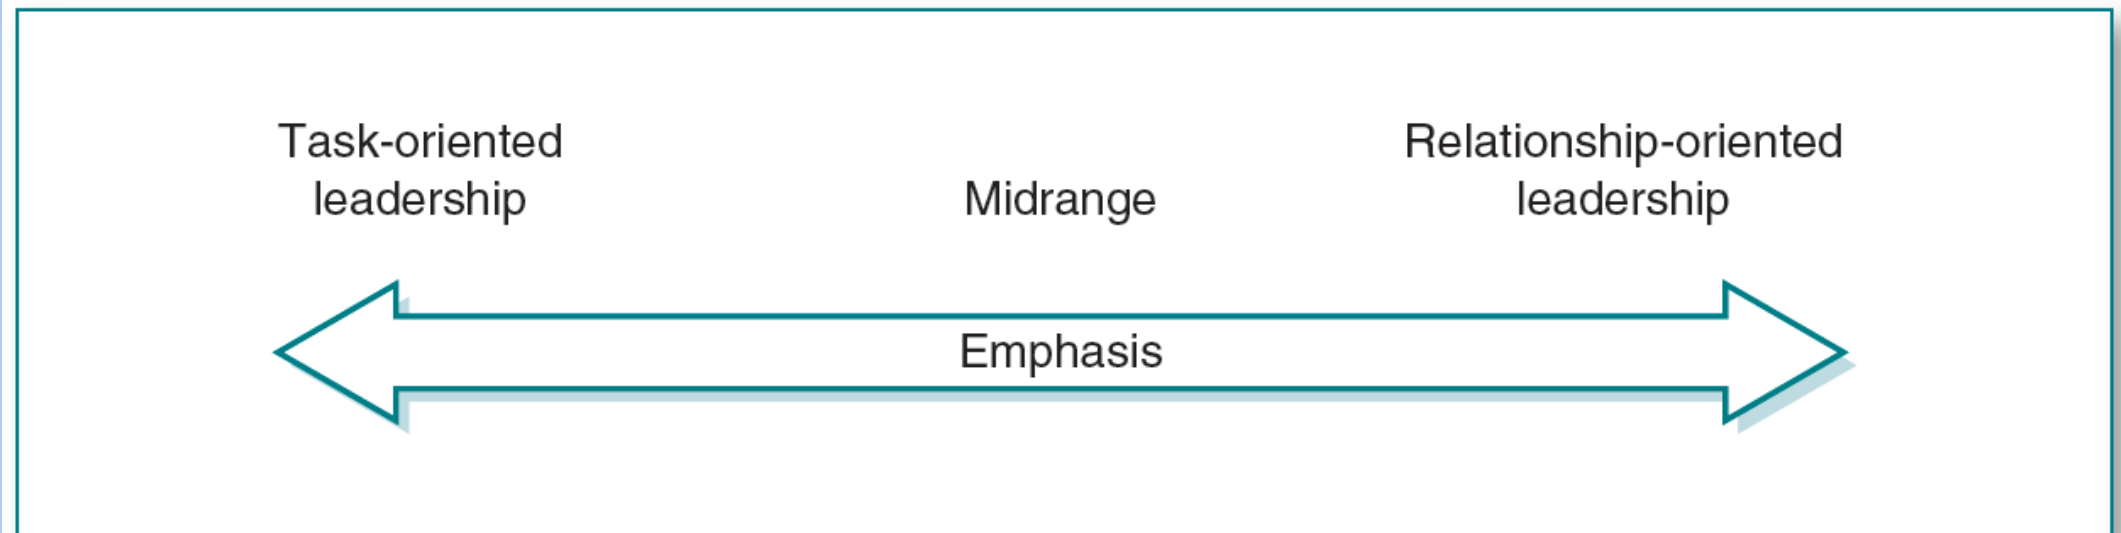 Task-oriented
leadership
Midrange
Relationship-oriented
leadership
Emphasis